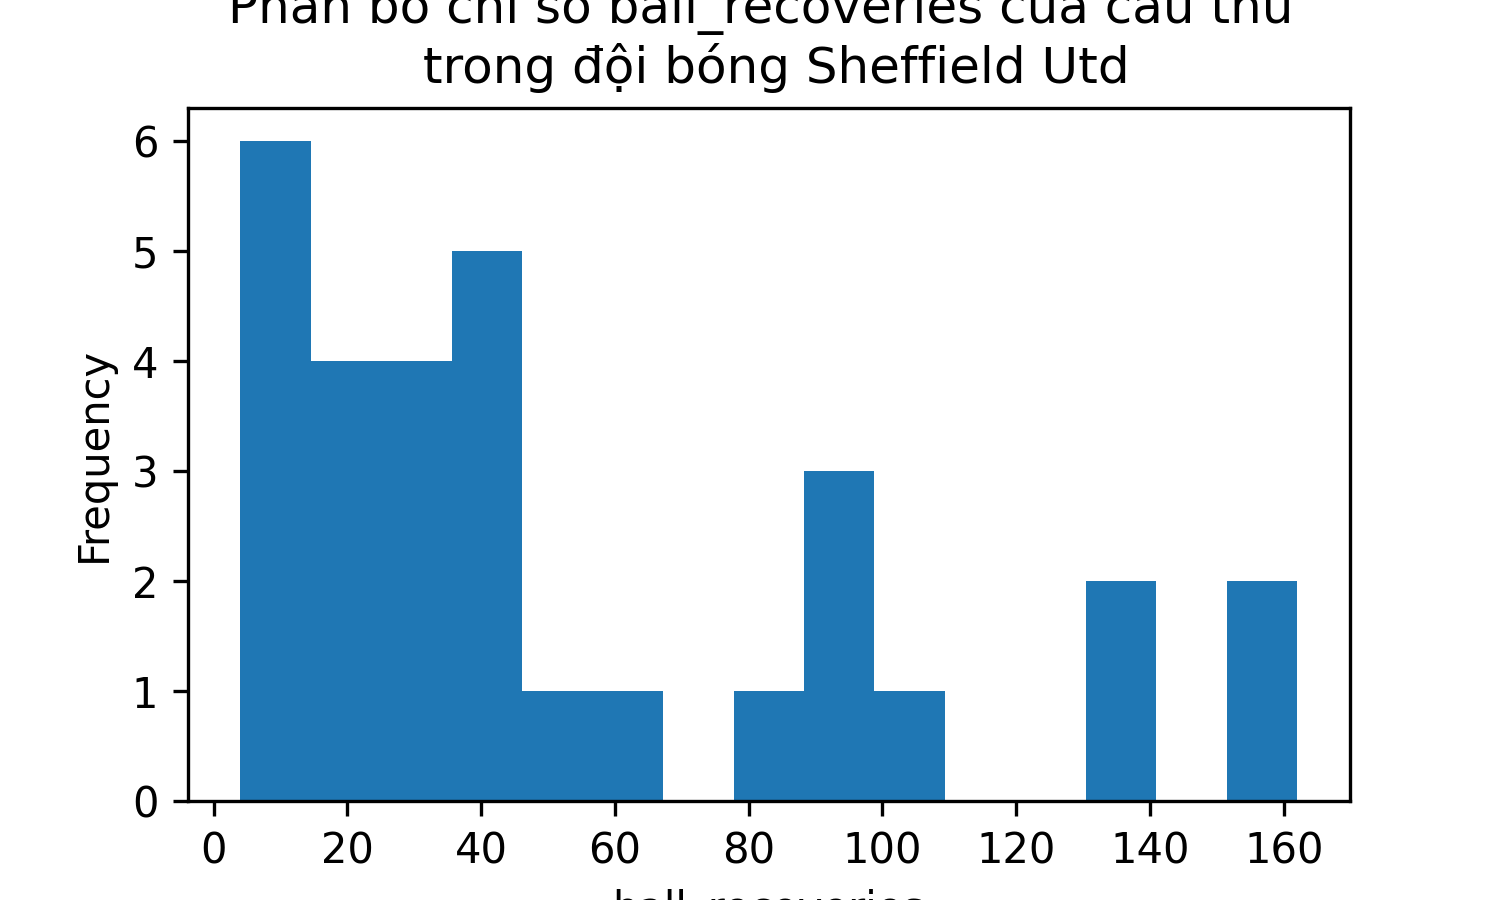 Phân bố chỉ số ball_recoveries của cầu thủ
trong đội bóng Sheffield Utd
6
5
4
3
2
1
0
Frequency
0 20 40 60 80 100 120 140 160
ball_recoveries